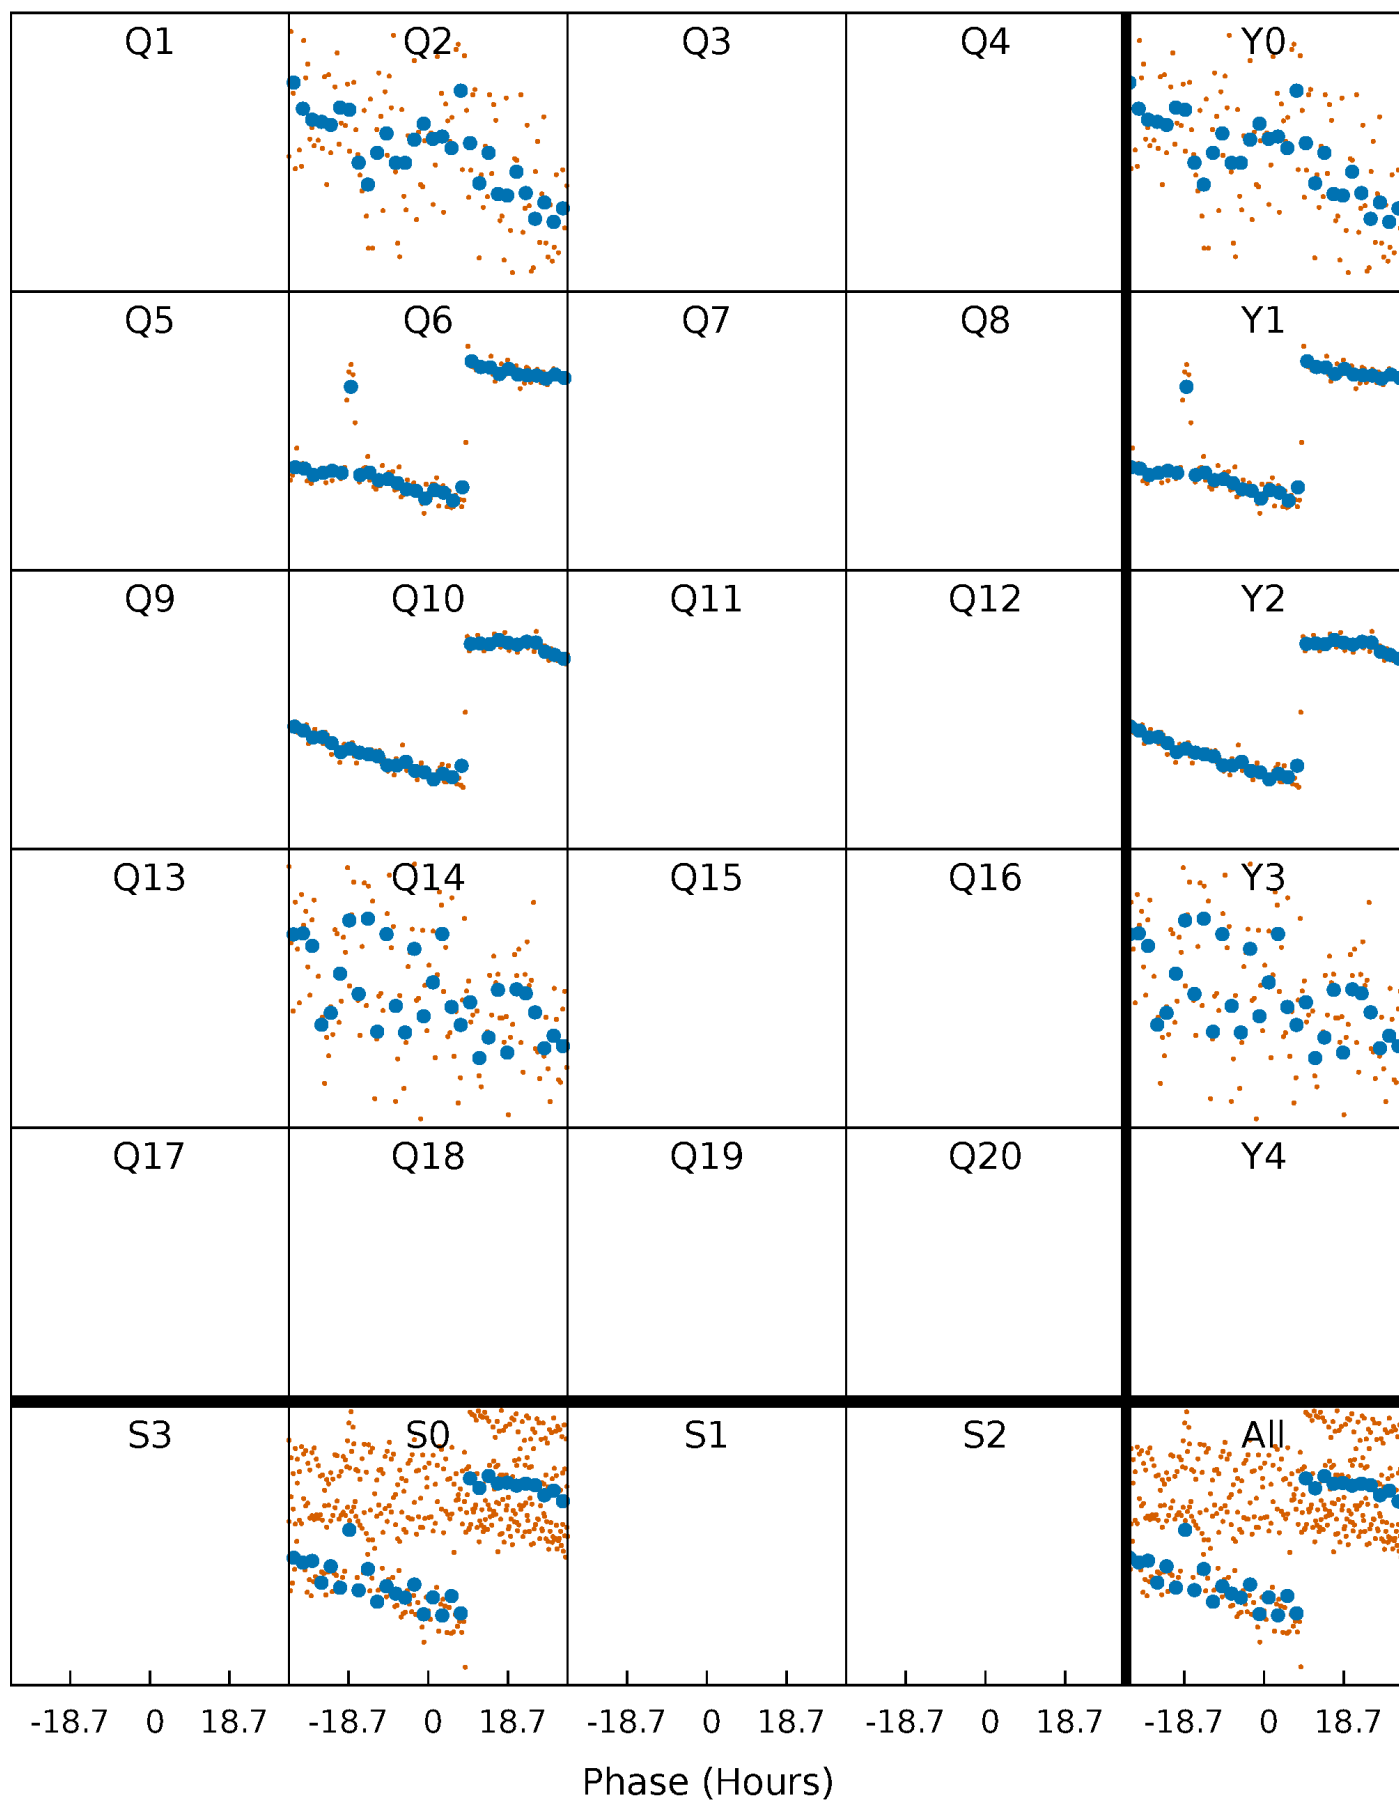 Q1 Q2 Q3 Q4 Y0
Q5 Q6 Q7 Q8 Y1
Q9 Q10 Q11 Q12 Y2
Q13 Q14 Q15 Q16 Y3
Q17 Q18 Q19 Q20 Y4
S3 S0 S1 S2 All
-18.7 0 18.7 -18.7 0 18.7 -18.7 0 18.7 -18.7 0 18.7 -18.7 0 18.7
Phase (Hours)